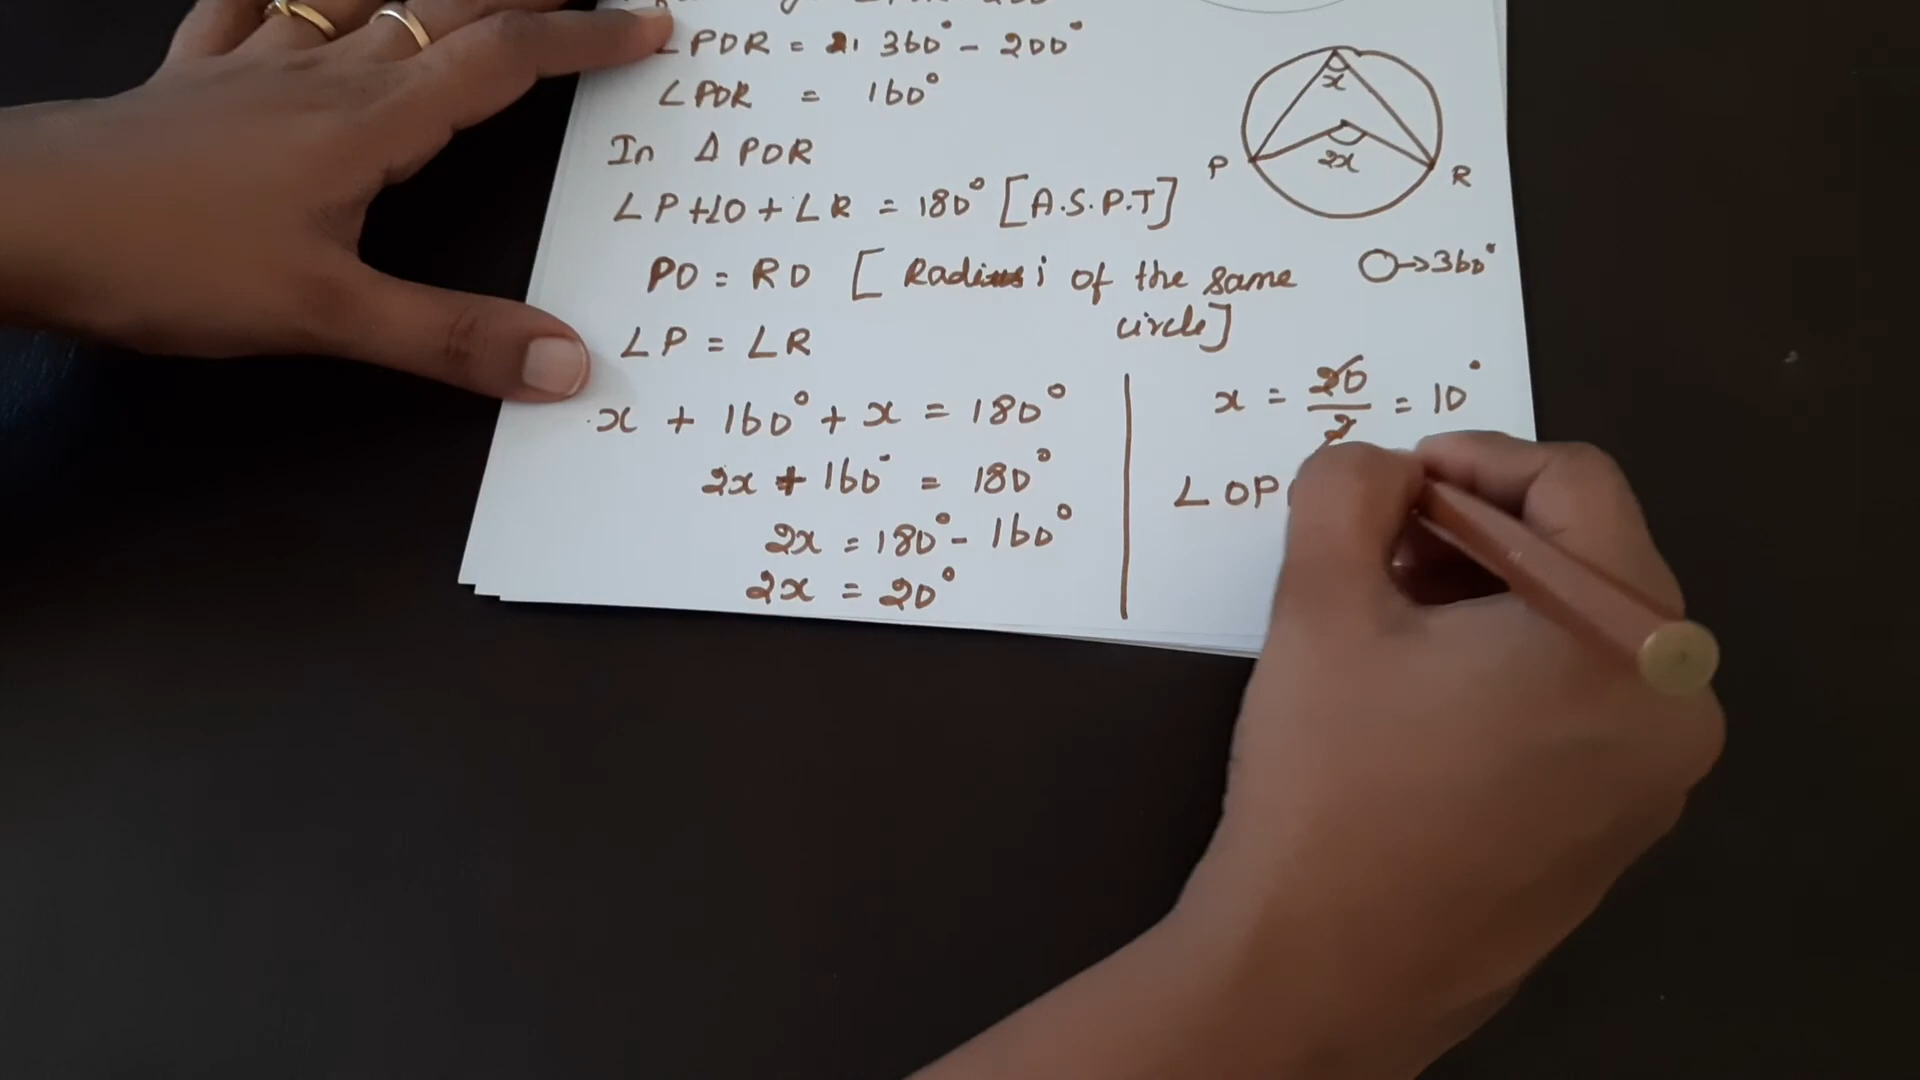 ∠POR = 360° - 200°
∠POR = 160°
In Δ POR
∠P + ∠O + ∠R = 180° [A.S.P.T]
PO = RO [Radii of the same
circle]
∠P = ∠R
x + 160° + x = 180°
2x + 160° = 180°
2x = 180° - 160°
2x = 20°
x
2x
P
R
O→360°
x = 20/2 = 10°
∠OP